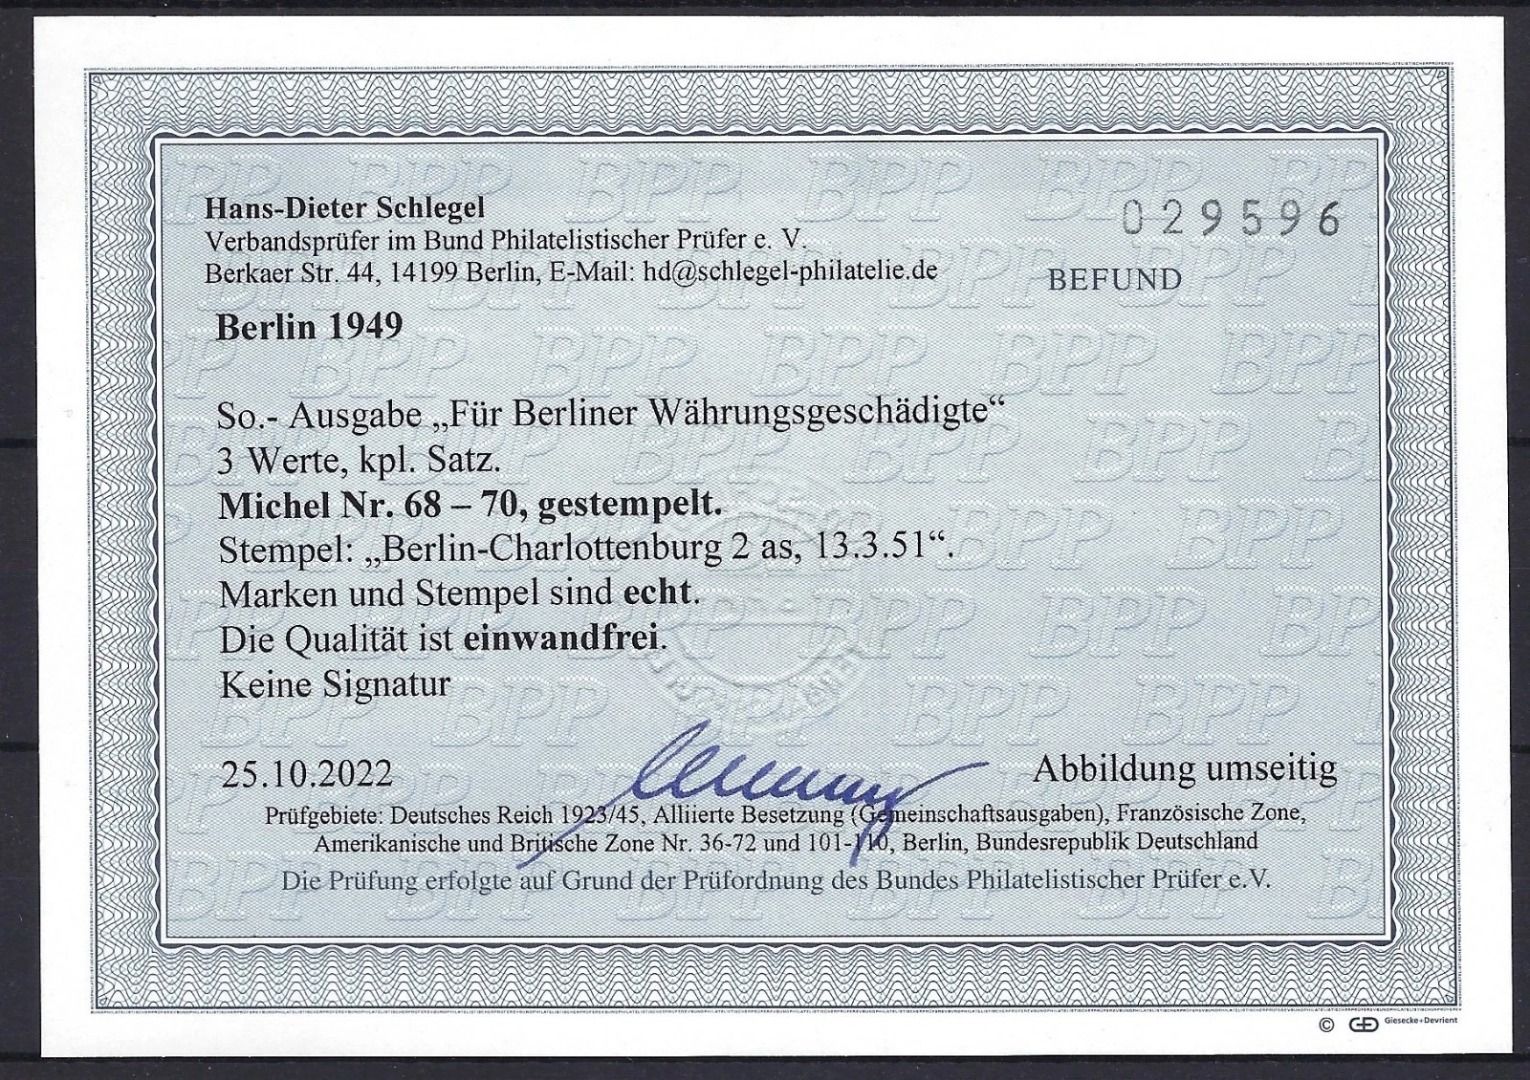 Hans-Dieter Schlegel
Verbandsprüfer im Bund Philatelistischer Prüfer e. V.
Berkaer Str. 44, 14199 Berlin, E-Mail: hd@schlegel-philatelie.de
029596
BEFUND
Berlin 1949
So.- Ausgabe „Für Berliner Währungsgeschädigte“
3 Werte, kpl. Satz.
Michel Nr. 68 – 70, gestempelt.
Stempel: „Berlin-Charlottenburg 2 as, 13.3.51“.
Marken und Stempel sind echt.
Die Qualität ist einwandfrei.
Keine Signatur
25.10.2022
Abbildung umseitig
Prüfgebiete: Deutsches Reich 1923/45, Alliierte Besetzung (Gemeinschaftsausgaben), Französische Zone,
Amerikanische und Britische Zone Nr. 36-72 und 101-110, Berlin, Bundesrepublik Deutschland
Die Prüfung erfolgte auf Grund der Prüfordnung des Bundes Philatelistischer Prüfer e.V.
© GD Giesecke+Devrient